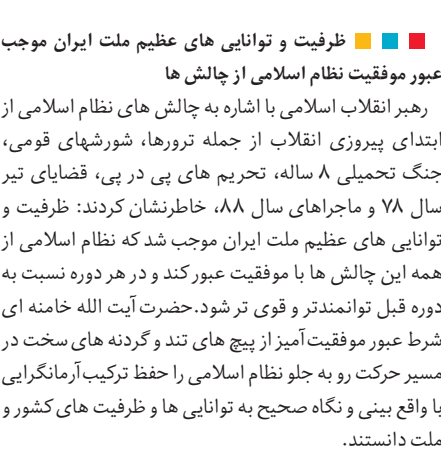 ظرفیت و توانایی های عظیم ملت ایران موجب
عبور موفقیت نظام اسلامی از چالش ها
رهبر انقلاب اسلامی با اشاره به چالش های نظام اسلامی از
ابتدای پیروزی انقلاب از جمله ترورها، شورشهای قومی،
جنگ تحمیلی ۸ ساله، تحریم های پی در پی، قضایای تیر
سال ۷۸ و ماجراهای سال ۸۸، خاطرنشان کردند: ظرفیت و
توانایی های عظیم ملت ایران موجب شد که نظام اسلامی از
همه این چالش ها با موفقیت عبور کند و در هر دوره نسبت به
دوره قبل توانمندتر و قوی تر شود.حضرت آیت الله خامنه ای
شرط عبور موفقیت‌آمیز از پیچ های تند و گردنه های سخت در
مسیر حرکت رو به جلو نظام اسلامی را حفظ ترکیب آرمانگرایی
با واقع بینی و نگاه صحیح به توانایی ها و ظرفیت های کشور و
ملت دانستند.